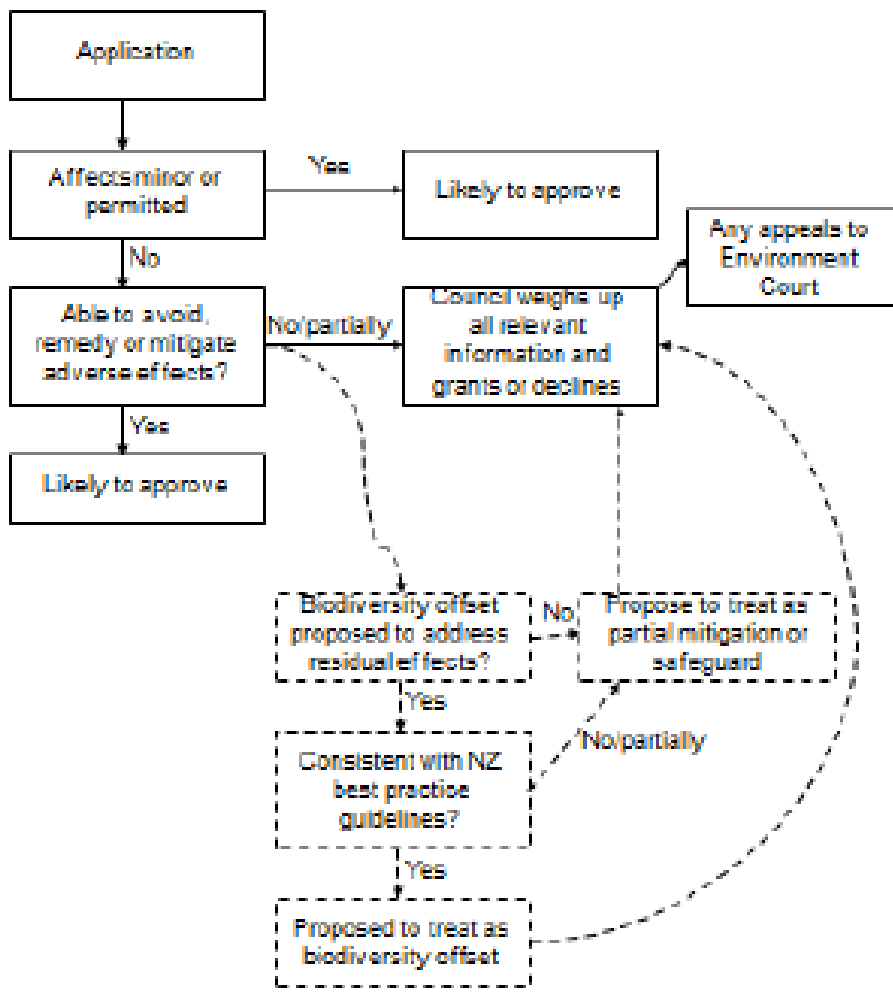 Application
Affects minor or
permitted
Yes
Likely to approve
Any appeals to
Environment
Court
No
Able to avoid,
remedy or mitigate
adverse effects?
No/partially
Council weighs up
all relevant
information and
grants or declines
Yes
Likely to approve
Biodiversity offset
proposed to address
residual effects?
No
Propose to treat as
partial mitigation or
safeguard
Yes
No/partially
Consistent with NZ
best practice
guidelines?
Yes
Proposed to treat as
biodiversity offset